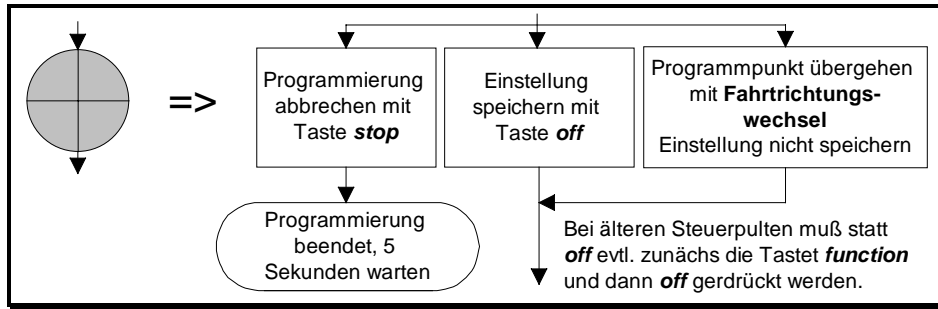 =>
Programmierung
abbrechen mit
Taste stop
Einstellung
speichern mit
Taste off
Programmpunkt übergehen
mit Fahrtrichtungs-
wechsel
Einstellung nicht speichern
Programmierung
beendet, 5
Sekunden warten
Bei älteren Steuerpulten muß statt
off evtl. zunächs die Tastet function
und dann off gerdrückt werden.